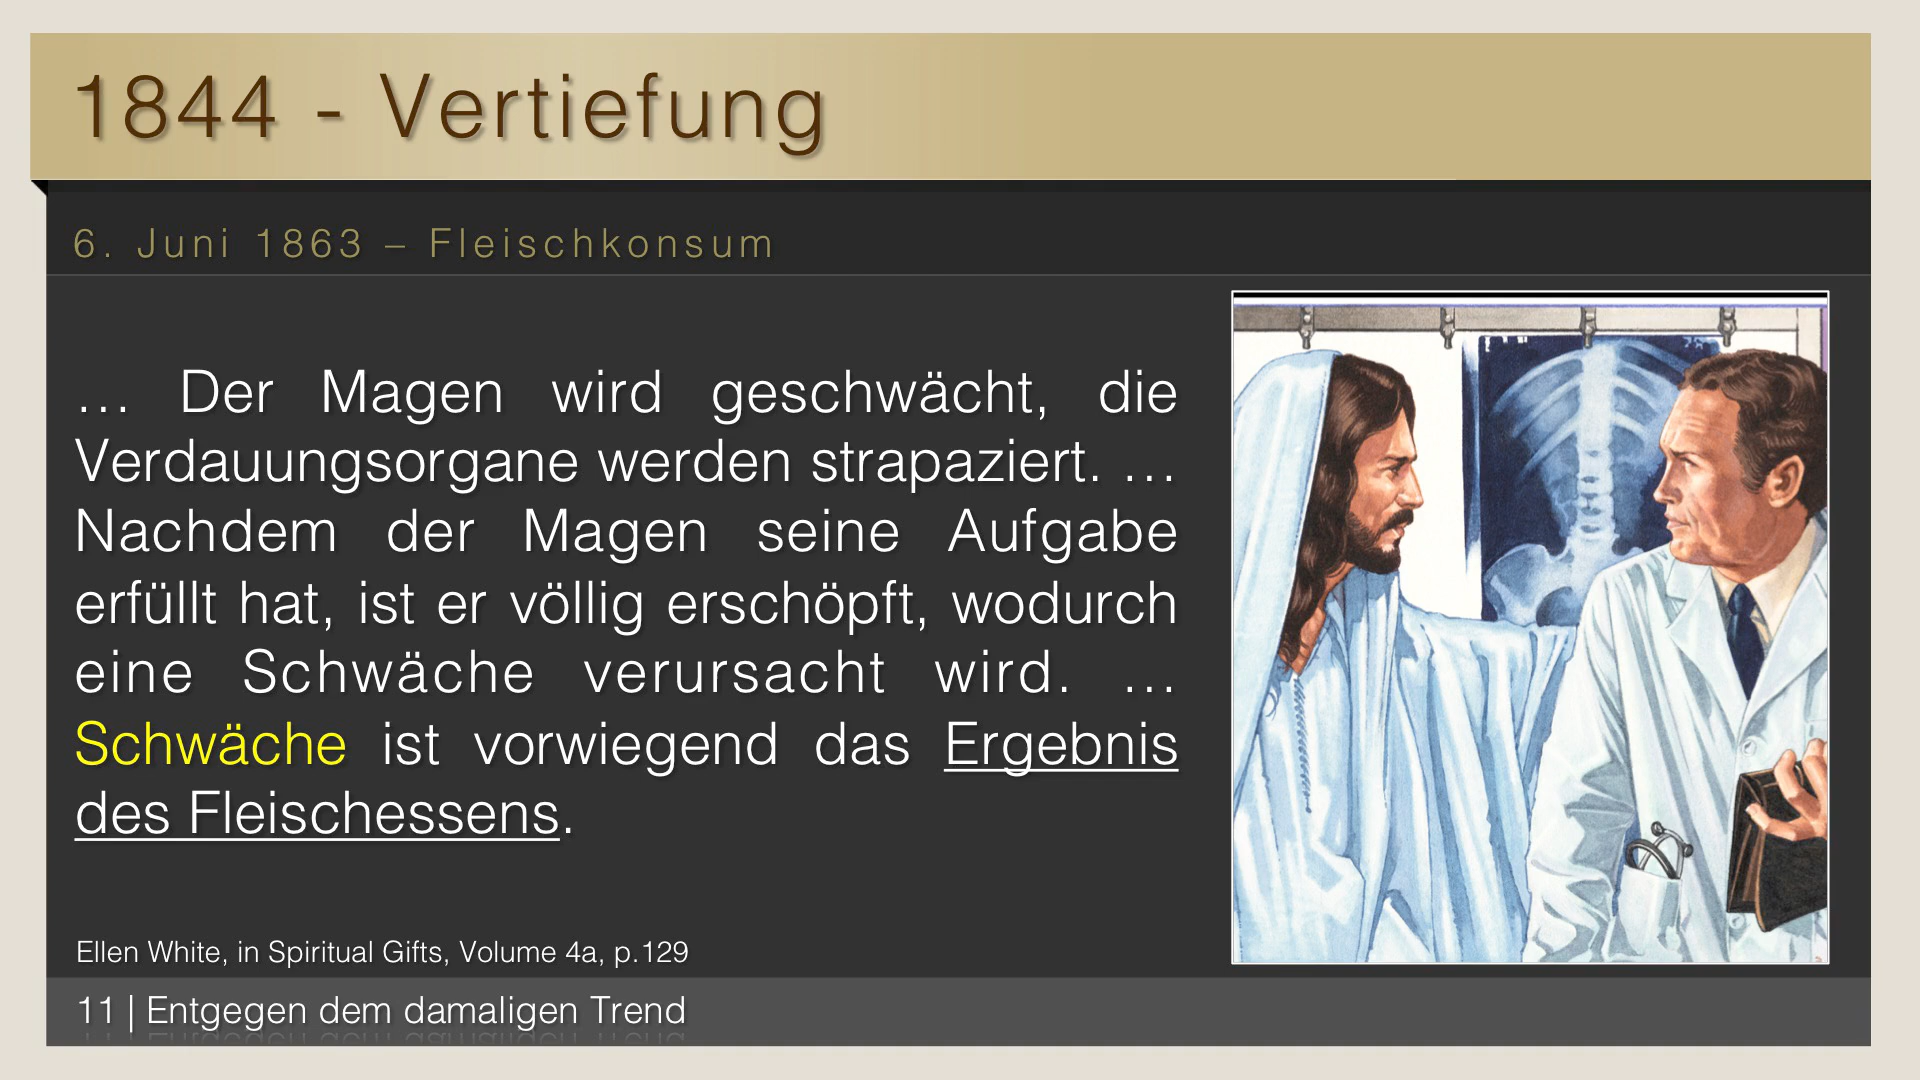 1844 - Vertiefung
6. Juni 1863 – Fleischkonsum
… Der Magen wird geschwächt, die
Verdauungsorgane werden strapaziert. …
Nachdem der Magen seine Aufgabe
erfüllt hat, ist er völlig erschöpft, wodurch
eine Schwäche verursacht wird. …
Schwäche ist vorwiegend das Ergebnis
des Fleischessens.
Ellen White, in Spiritual Gifts, Volume 4a, p.129
11 | Entgegen dem damaligen Trend